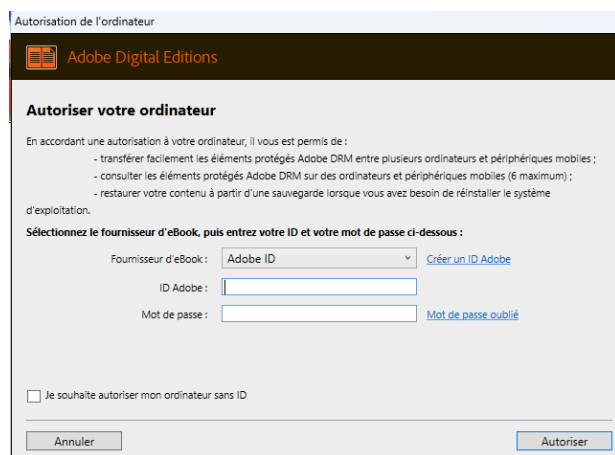 Autorisation de l'ordinateur
Adobe Digital Editions
Autoriser votre ordinateur
En accordant une autorisation à votre ordinateur, il vous est permis de :
- transférer facilement les éléments protégés Adobe DRM entre plusieurs ordinateurs et périphériques mobiles ;
- consulter les éléments protégés Adobe DRM sur des ordinateurs et périphériques mobiles (6 maximum) ;
- restaurer votre contenu à partir d'une sauvegarde lorsque vous avez besoin de réinstaller le système
d'exploitation.
Sélectionnez le fournisseur d'eBook, puis entrez votre ID et votre mot de passe ci-dessous :
Fournisseur d'eBook : Adobe ID Créer un ID Adobe
ID Adobe :
Mot de passe : Mot de passe oublié
Je souhaite autoriser mon ordinateur sans ID
Annuler Autoriser